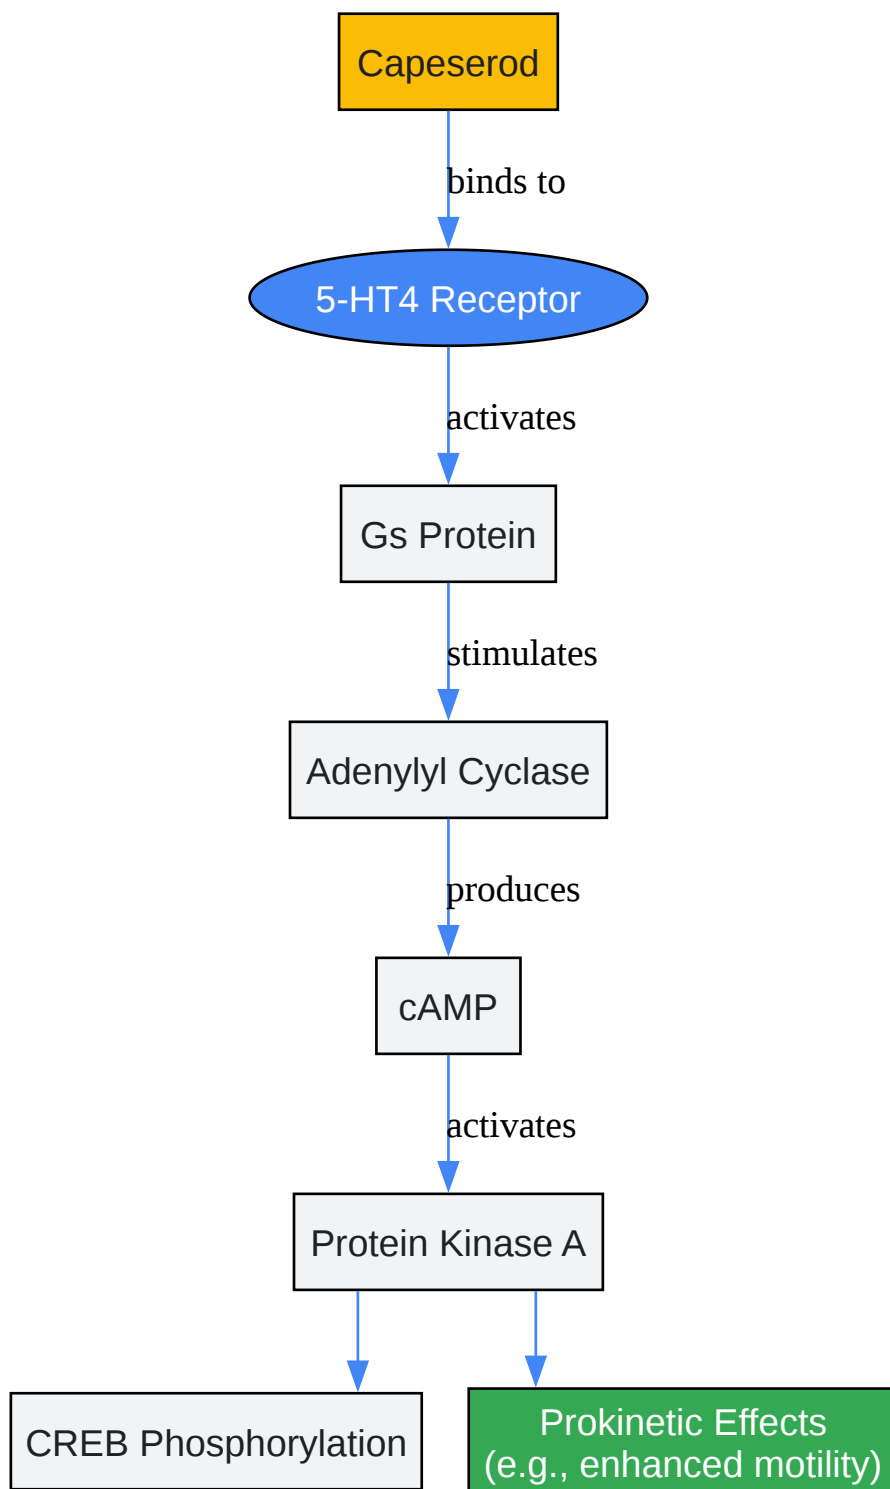 Capeserod
binds to
5-HT4 Receptor
activates
Gs Protein
stimulates
Adenylyl Cyclase
produces
cAMP
activates
Protein Kinase A
CREB Phosphorylation
Prokinetic Effects
(e.g., enhanced motility)